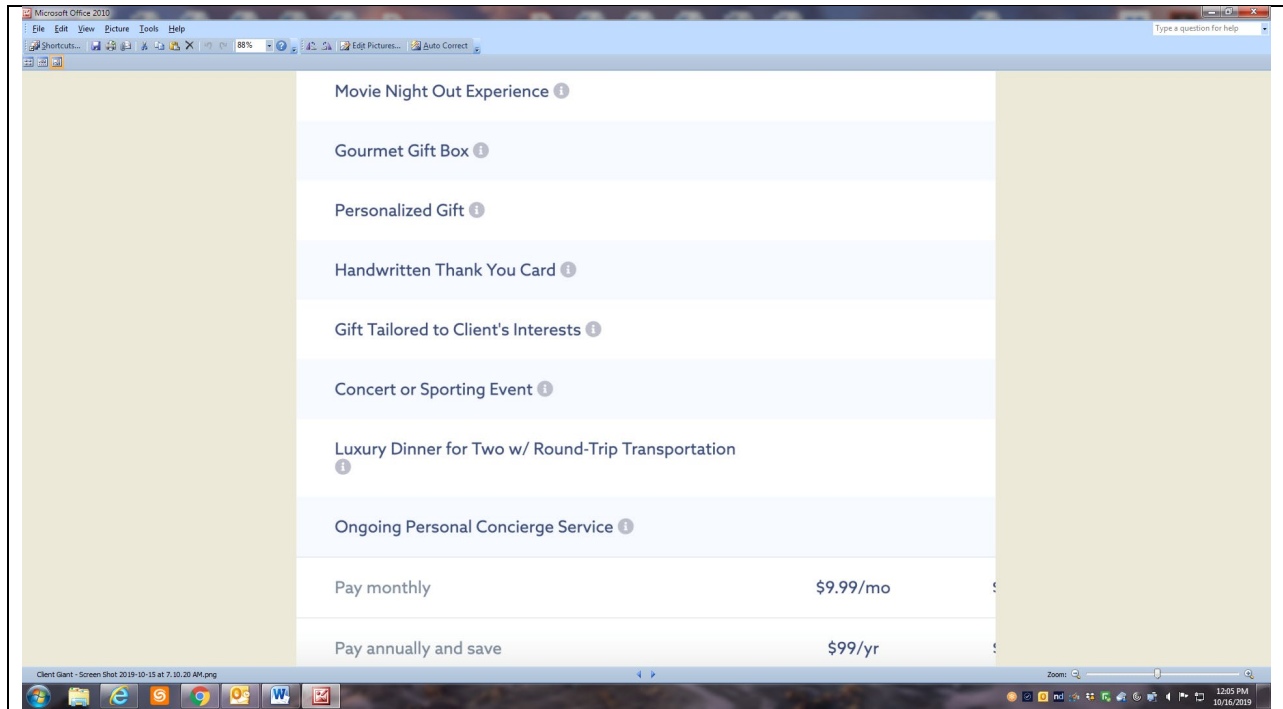 Microsoft Office 2010
File Edit View Picture Tools Help
Type a question for help
Shortcuts... 88% Edit Pictures... Auto Correct
Movie Night Out Experience
Gourmet Gift Box
Personalized Gift
Handwritten Thank You Card
Gift Tailored to Client's Interests
Concert or Sporting Event
Luxury Dinner for Two w/ Round-Trip Transportation
Ongoing Personal Concierge Service
Pay monthly $9.99/mo
Pay annually and save $99/yr
Client Giant - Screen Shot 2019-10-15 at 7.10.20 AM.png Zoom:
12:05 PM
10/16/2019